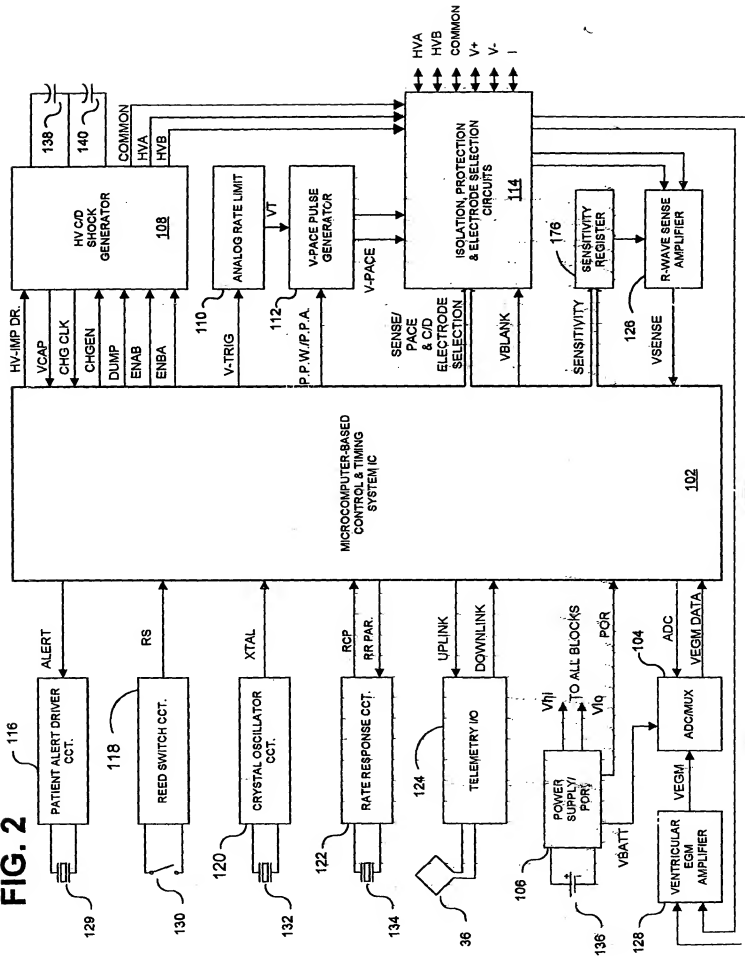 FIG. 2
116
PATIENT ALERT DRIVER
CCT.
129
ALERT
118
REED SWITCH CCT.
130
RS
120
CRYSTAL OSCILLATOR
CCT.
132
XTAL
122
RATE RESPONSE CCT.
134
RCP
RR PAR.
124
TELEMETRY I/O
36
UPLINK
DOWNLINK
106
POWER
SUPPLY/
POR
136
+
Vhi
Vlo
TO ALL BLOCKS
POR
VBATT
104
ADC/MUX
ADC
VEGM DATA
VEGM
128
VENTRICULAR
EGM
AMPLIFIER
MICROCOMPUTER-BASED
CONTROL & TIMING
SYSTEM IC
102
HV-IMP DR.
VCAP
CHG CLK
CHGEN
DUMP
ENAB
ENBA
HV C/D
SHOCK
GENERATOR
108
138
140
COMMON
HVA
HVB
V-TRIG
ANALOG RATE LIMIT
110
VT
P.P.W./P.P.A.
V-PACE PULSE
GENERATOR
112
V-PACE
SENSE/
PACE
& C/D
ELECTRODE
SELECTION
VBLANK
ISOLATION, PROTECTION
& ELECTRODE SELECTION
CIRCUITS
114
HVA
HVB
COMMON
V+
V-
I
SENSITIVITY
SENSITIVITY
REGISTER
176
VSENSE
R-WAVE SENSE
AMPLIFIER
126